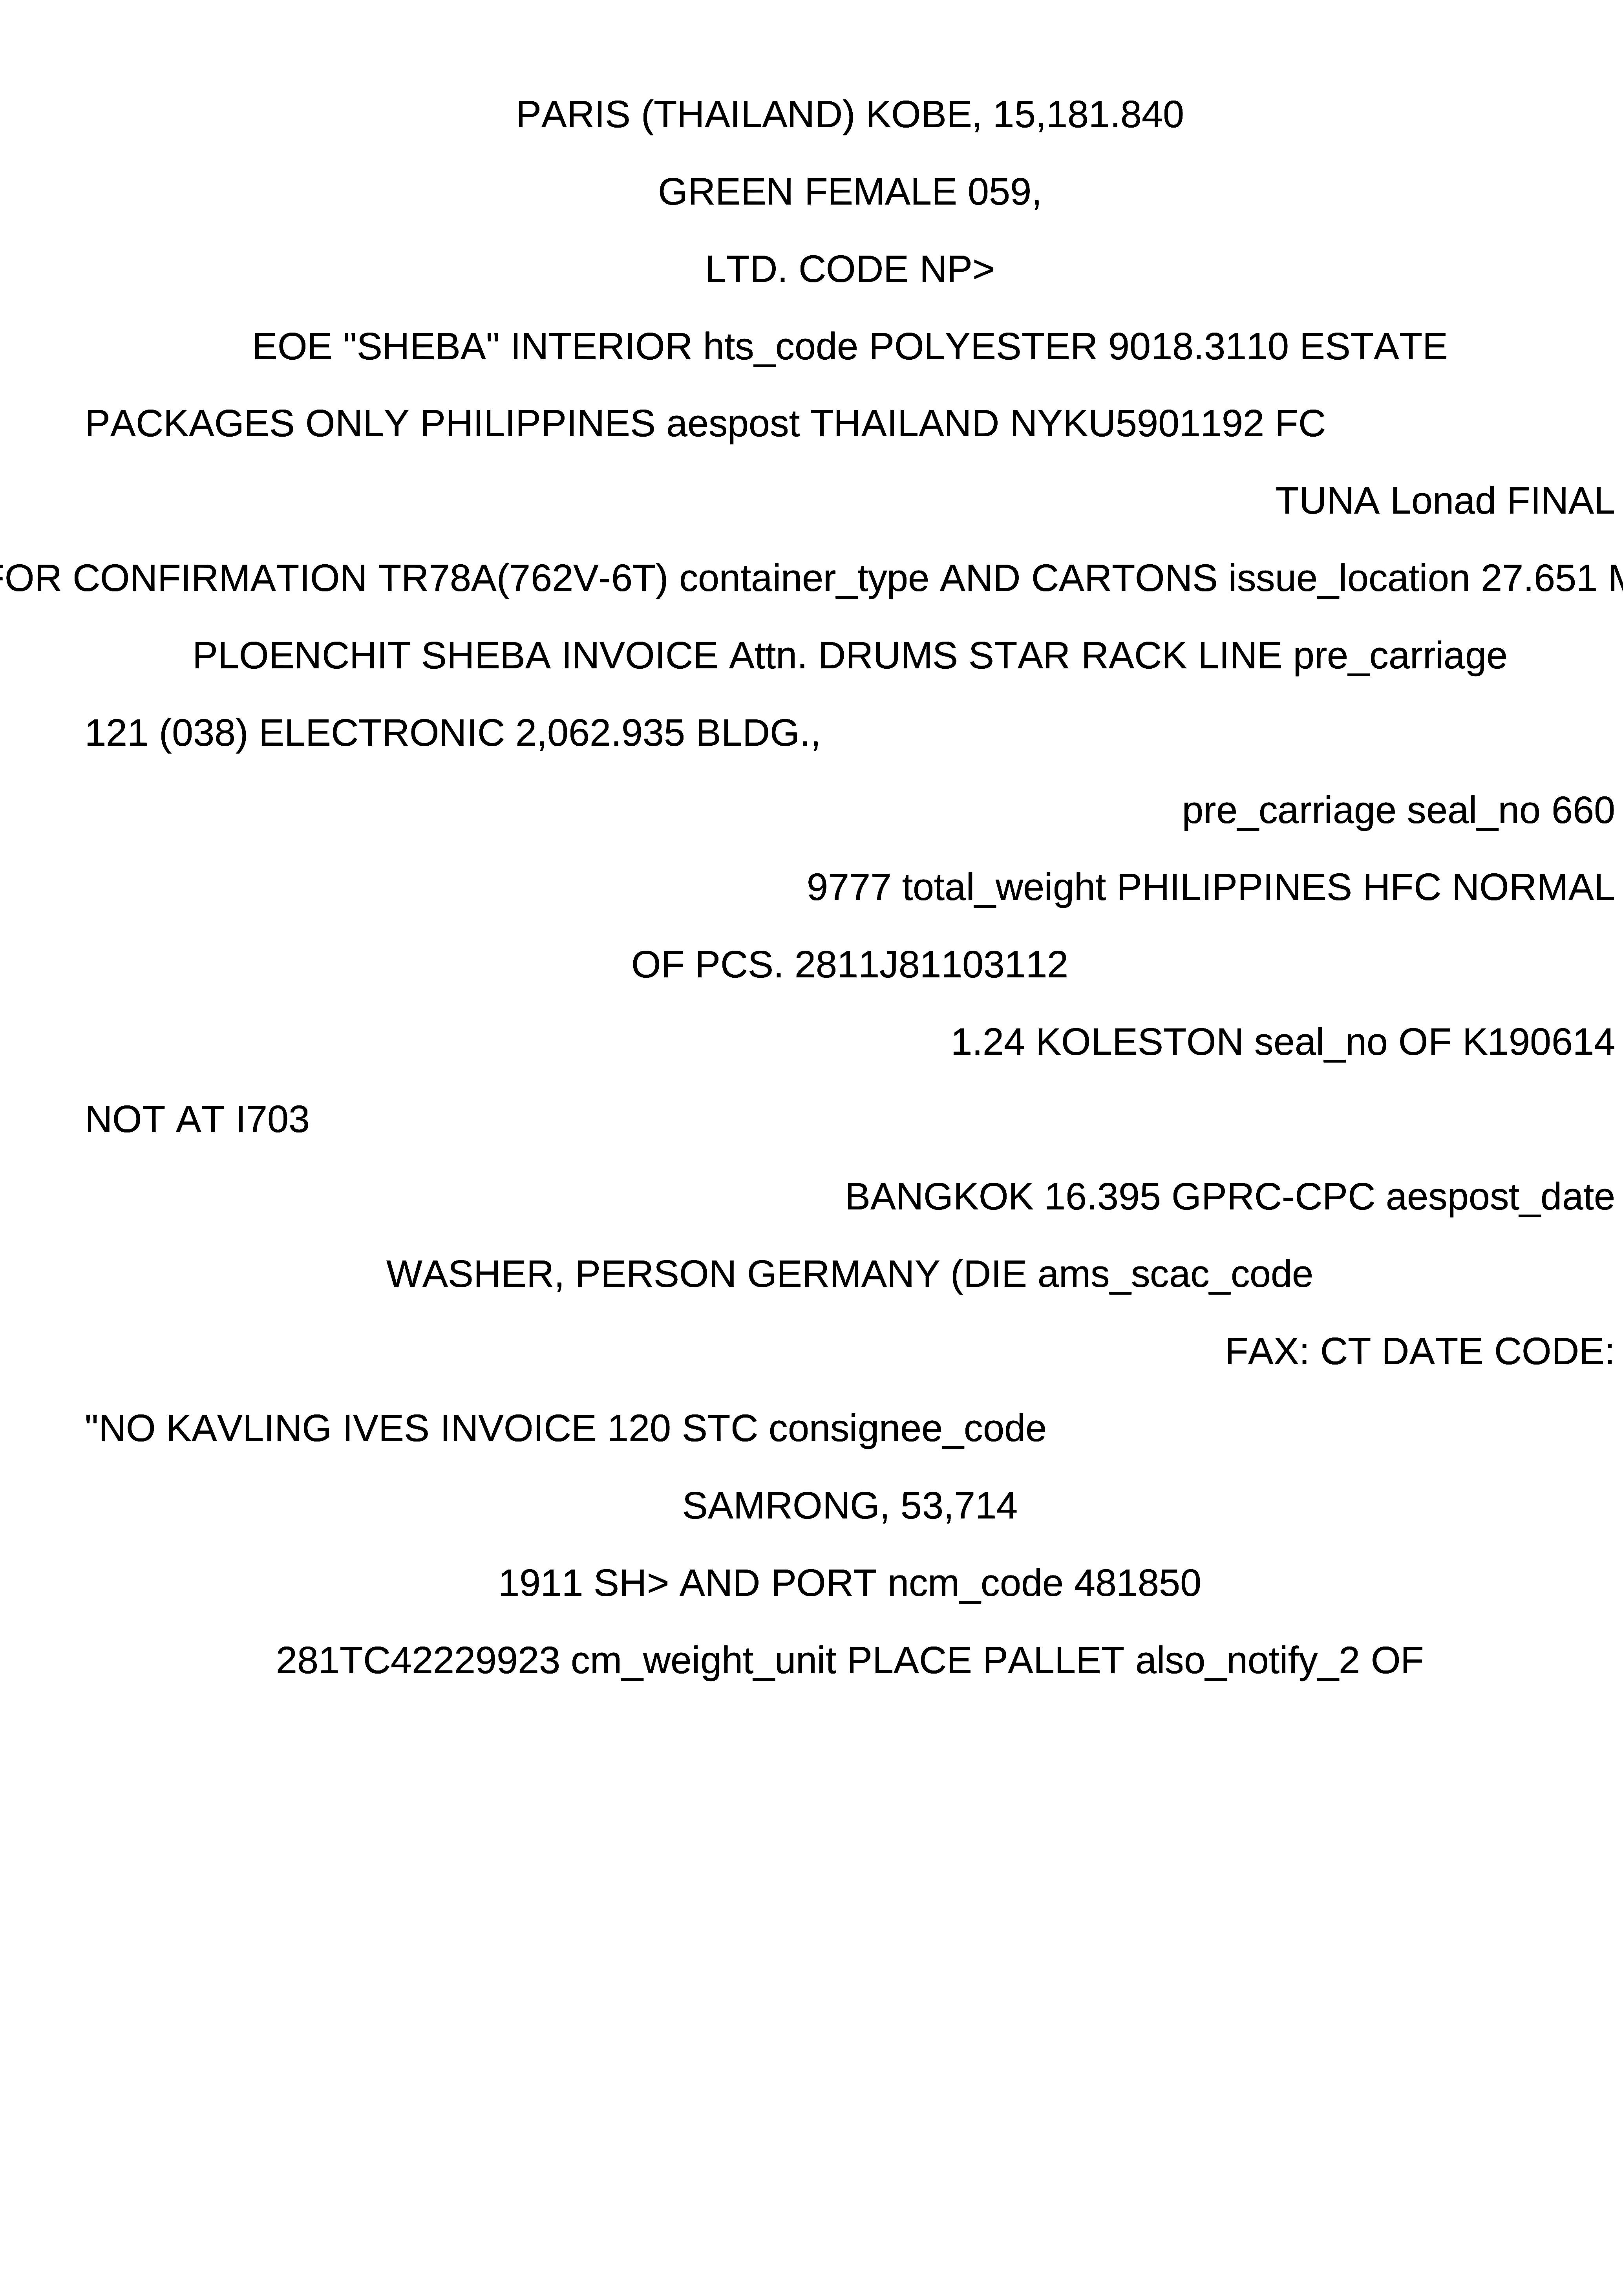 PARIS (THAILAND) KOBE, 15,181.840
GREEN FEMALE 059,
LTD. CODE NP>
EOE "SHEBA" INTERIOR hts_code POLYESTER 9018.3110 ESTATE
PACKAGES ONLY PHILIPPINES aespost THAILAND NYKU5901192 FC
TUNA Lonad FINAL
FOR CONFIRMATION TR78A(762V-6T) container_type AND CARTONS issue_location 27.651
PLOENCHIT SHEBA INVOICE Attn. DRUMS STAR RACK LINE pre_carriage
121 (038) ELECTRONIC 2,062.935 BLDG.,
pre_carriage seal_no 660
9777 total_weight PHILIPPINES HFC NORMAL
OF PCS. 2811J81103112
1.24 KOLESTON seal_no OF K190614
NOT AT I703
BANGKOK 16.395 GPRC-CPC aespost_date
WASHER, PERSON GERMANY (DIE ams_scac_code
FAX: CT DATE CODE:
"NO KAVLING IVES INVOICE 120 STC consignee_code
SAMRONG, 53,714
1911 SH> AND PORT ncm_code 481850
281TC42229923 cm_weight_unit PLACE PALLET also_notify_2 OF